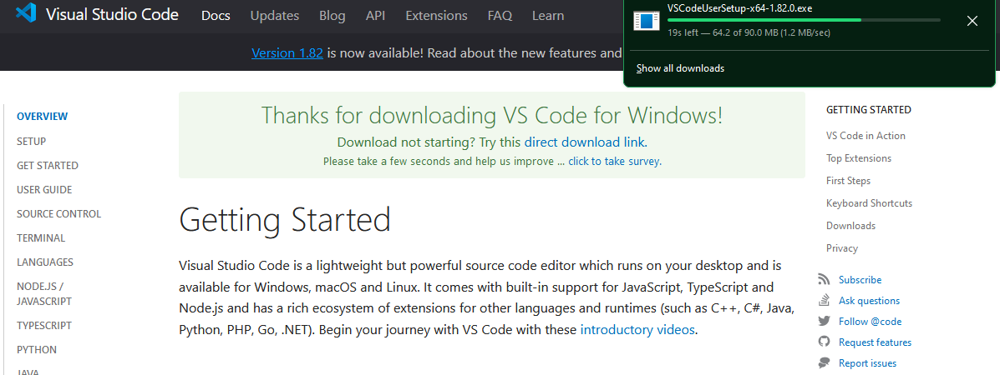 Visual Studio Code Docs Updates Blog API Extensions FAQ Learn
VSCodeUserSetup-x64-1.82.0.exe
19s left — 64.2 of 90.0 MB (1.2 MB/sec)
Show all downloads
Version 1.82 is now available! Read about the new features and
OVERVIEW
SETUP
GET STARTED
USER GUIDE
SOURCE CONTROL
TERMINAL
LANGUAGES
NODE.JS /
JAVASCRIPT
TYPESCRIPT
PYTHON
JAVA
Thanks for downloading VS Code for Windows!
Download not starting? Try this direct download link.
Please take a few seconds and help us improve ... click to take survey.
Getting Started
Visual Studio Code is a lightweight but powerful source code editor which runs on your desktop and is
available for Windows, macOS and Linux. It comes with built-in support for JavaScript, TypeScript and
Node.js and has a rich ecosystem of extensions for other languages and runtimes (such as C++, C#, Java,
Python, PHP, Go, .NET). Begin your journey with VS Code with these introductory videos.
GETTING STARTED
VS Code in Action
Top Extensions
First Steps
Keyboard Shortcuts
Downloads
Privacy
Subscribe
Ask questions
Follow @code
Request features
Report issues